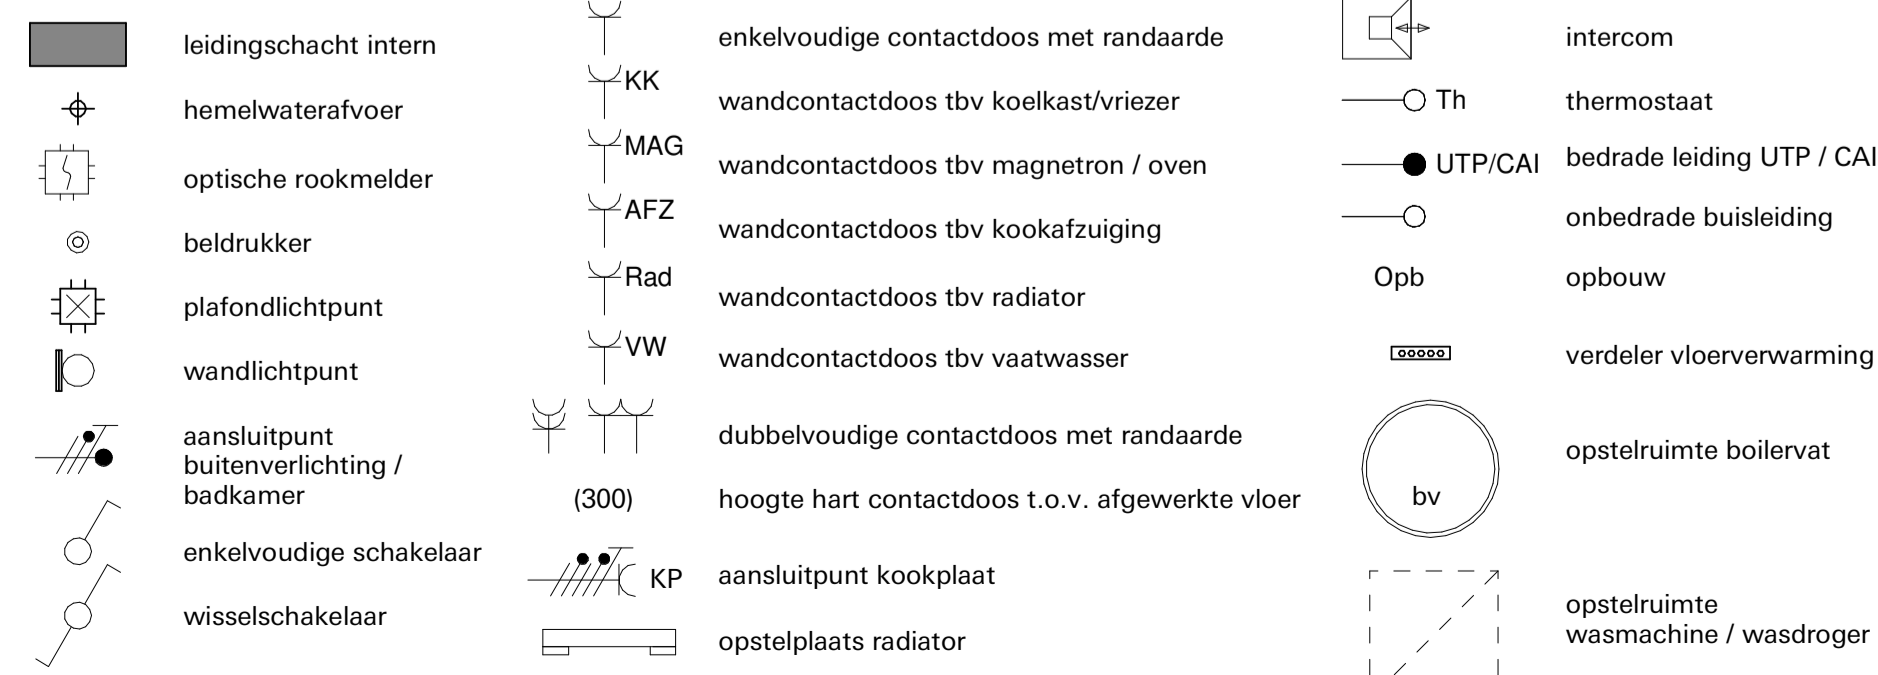 leidingschacht intern
hemelwaterafvoer
optische rookmelder
beldrukker
plafondlichtpunt
wandlichtpunt
aansluitpunt
buitenverlichting /
badkamer
enkelvoudige schakelaar
wisselschakelaar
enkelvoudige contactdoos met randaarde
KK wandcontactdoos tbv koelkast/vriezer
MAG wandcontactdoos tbv magnetron / oven
AFZ wandcontactdoos tbv kookafzuiging
Rad wandcontactdoos tbv radiator
VW wandcontactdoos tbv vaatwasser
dubbelvoudige contactdoos met randaarde
(300) hoogte hart contactdoos t.o.v. afgewerkte vloer
KP aansluitpunt kookplaat
opstelplaats radiator
intercom
Th thermostaat
UTP/CAI bedrade leiding UTP / CAI
onbedrade buisleiding
Opb opbouw
verdeler vloerverwarming
opstelruimte boilervat
bv
opstelruimte
wasmachine / wasdroger